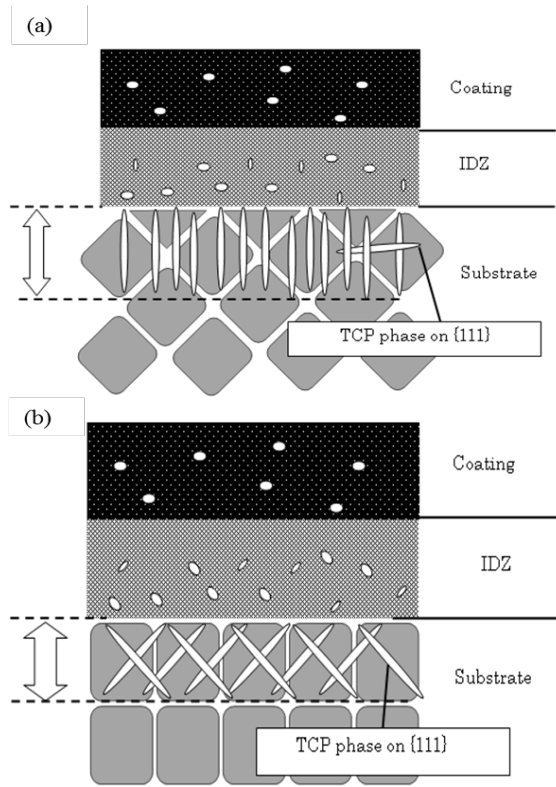 (a)
Coating
IDZ
Substrate
TCP phase on {111}
(b)
Coating
IDZ
Substrate
TCP phase on {111}